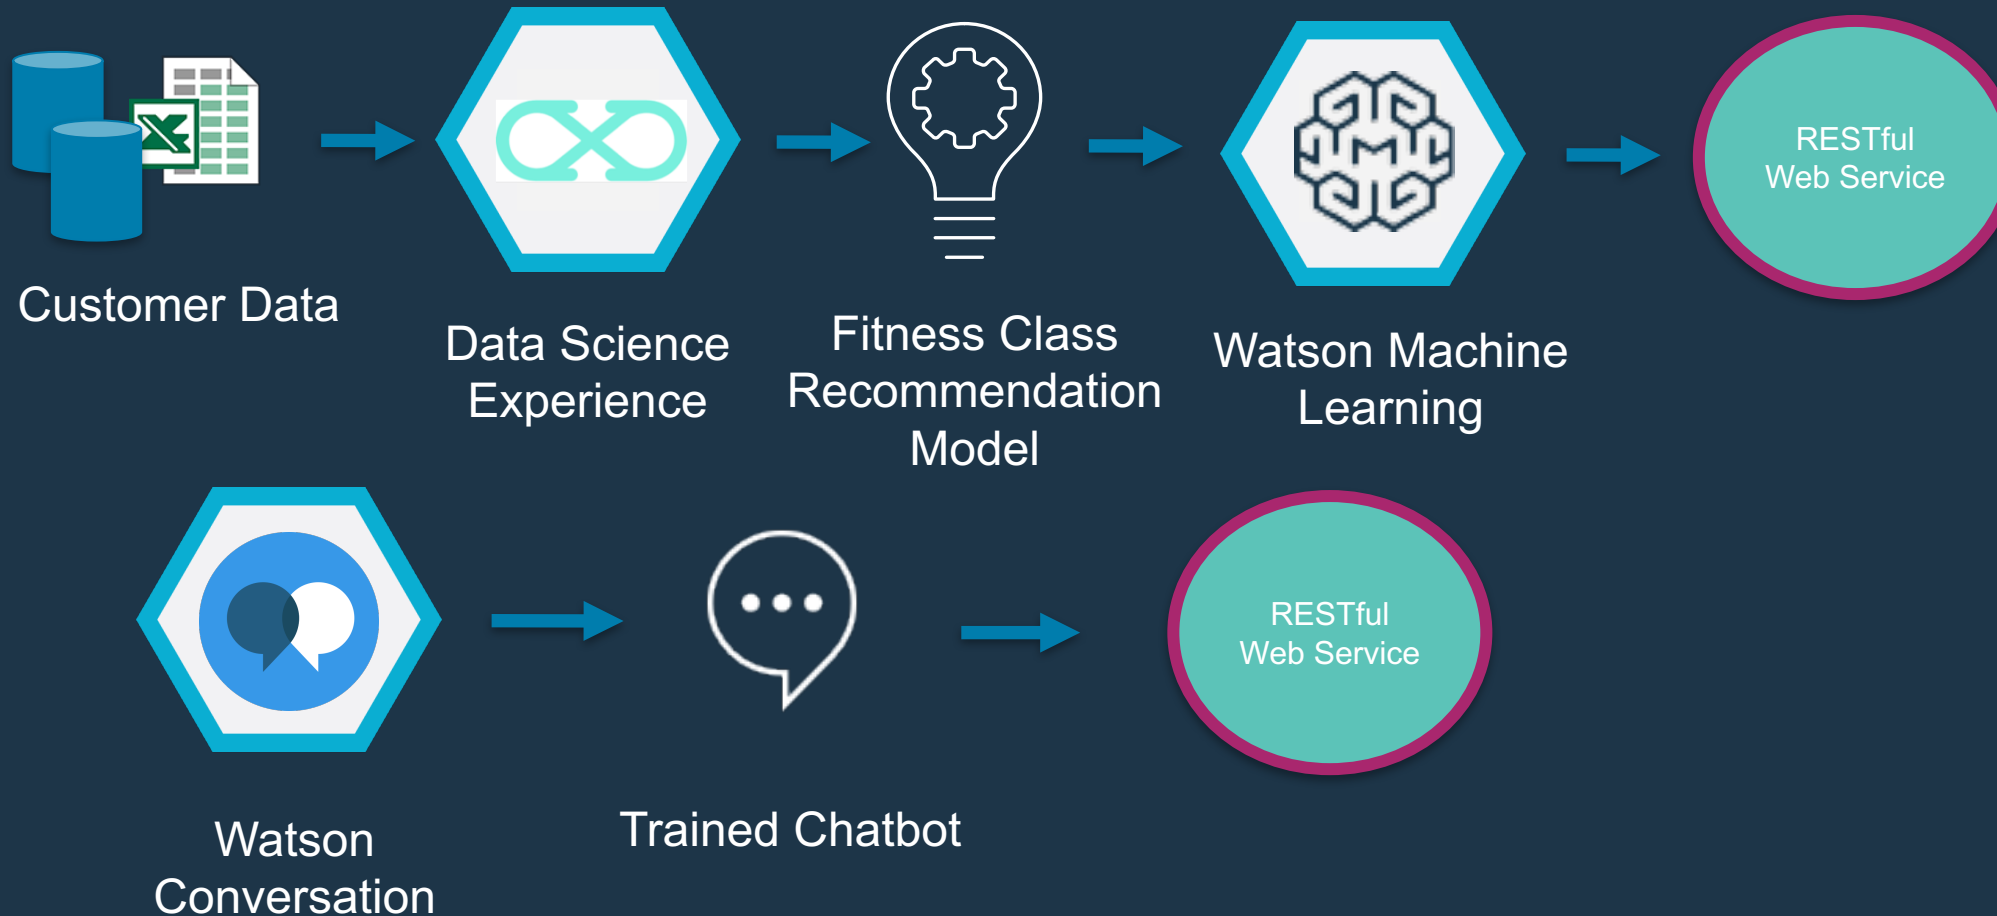 Customer Data
Data Science
Experience
Fitness Class
Recommendation
Model
Watson Machine
Learning
RESTful
Web Service
Watson
Conversation
Trained Chatbot
RESTful
Web Service